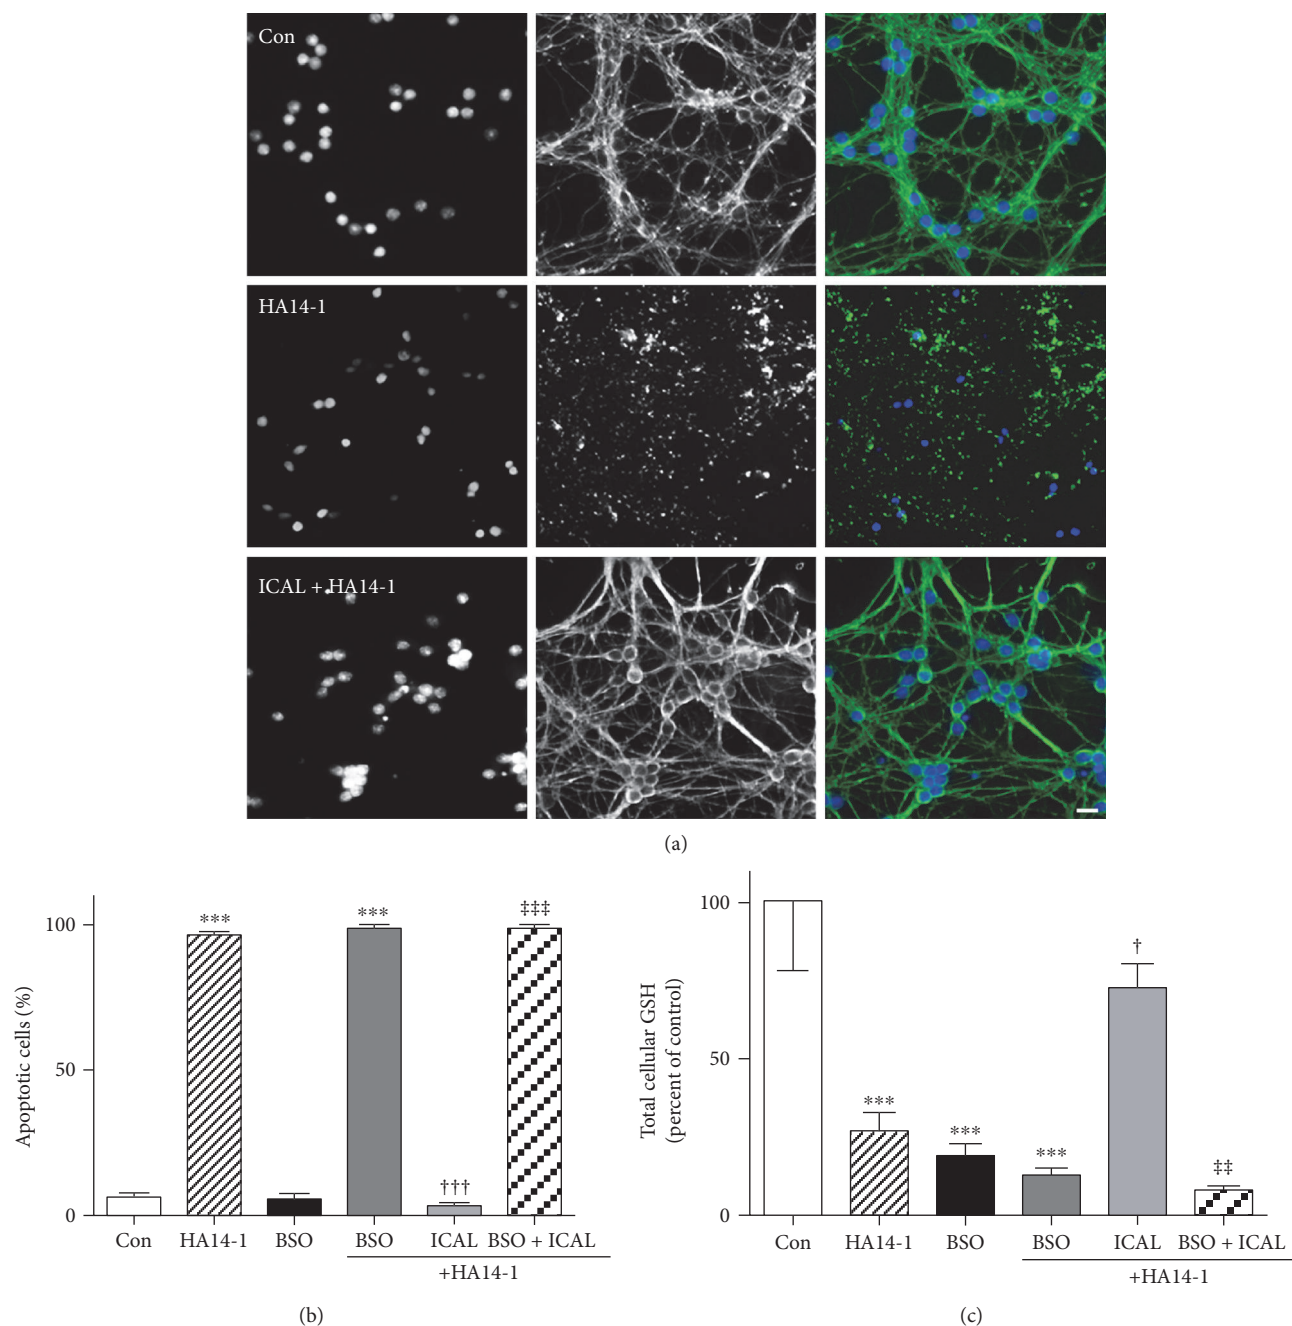 Con
HA14-1
ICAL + HA14-1
(a)
100
50
0
Apoptotic cells (%)
***
***
†††
‡‡‡
Con
HA14-1
BSO
BSO
ICAL
BSO + ICAL
+HA14-1
(b)
100
50
0
Total cellular GSH
(percent of control)
***
***
***
†
‡‡
Con
HA14-1
BSO
BSO
ICAL
BSO + ICAL
+HA14-1
(c)